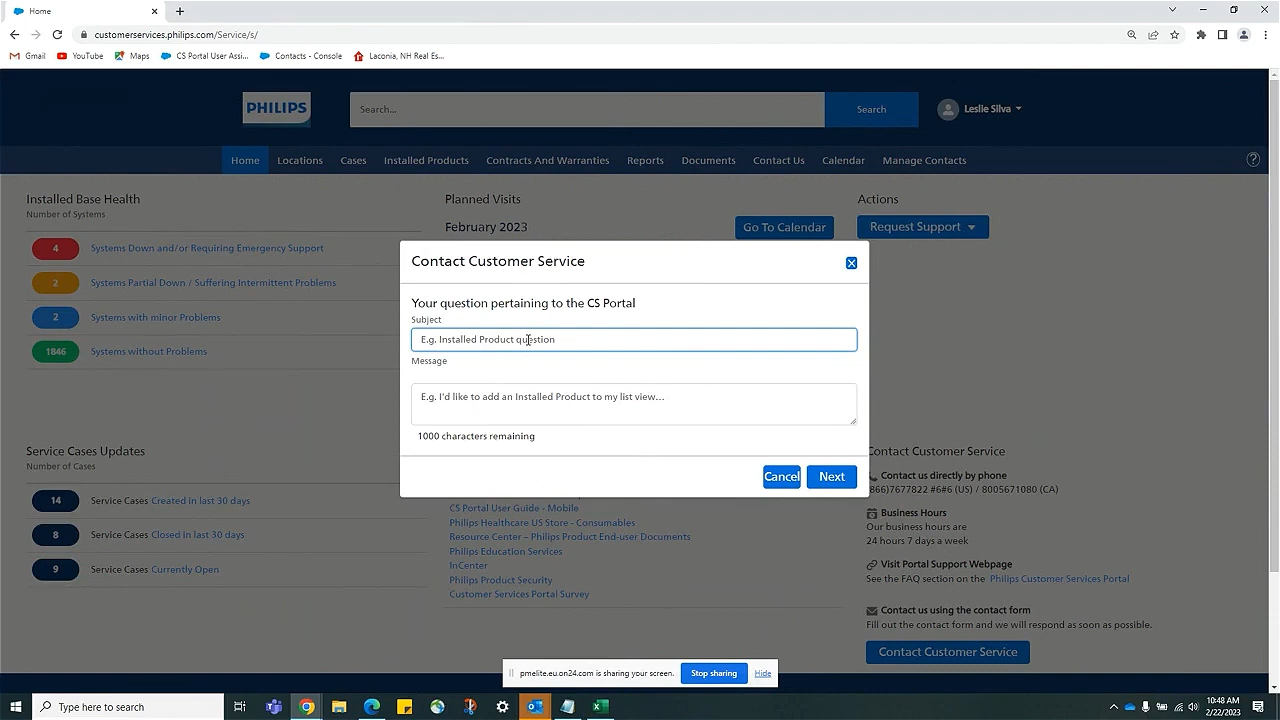 Home
customerservices.philips.com/Service/s/
Gmail YouTube Maps CS Portal User Assi... Contacts - Console Laconia, NH Real Es...
PHILIPS Search... Search Leslie Silva
Home Locations Cases Installed Products Contracts And Warranties Reports Documents Contact Us Calendar Manage Contacts ?
Installed Base Health
Number of Systems
4 Systems Down and/or Requiring Emergency Support
2 Systems Partial Down / Suffering Intermittent Problems
2 Systems with minor Problems
1846 Systems without Problems
Planned Visits
February 2023 Go To Calendar
Actions
Request Support
Contact Customer Service
Your question pertaining to the CS Portal
Subject
E.g. Installed Product question
Message
E.g. I'd like to add an Installed Product to my list view...
1000 characters remaining
Cancel Next
Service Cases Updates
Number of Cases
14 Service Cases Created in last 30 days
8 Service Cases Closed in last 30 days
9 Service Cases Currently Open
CS Portal User Guide - Mobile
Philips Healthcare US Store - Consumables
Resource Center – Philips Product End-user Documents
Philips Education Services
InCenter
Philips Product Security
Customer Services Portal Survey
ontact Customer Service
Contact us directly by phone
866)7677822 #6#6 (US) / 8005671080 (CA)
Business Hours
Our business hours are
24 hours 7 days a week
Visit Portal Support Webpage
See the FAQ section on the Philips Customer Services Portal
Contact us using the contact form
Fill out the contact form and we will respond as soon as possible.
Contact Customer Service
pmelite.eu.on24.com is sharing your screen. Stop sharing Hide
Type here to search
10:48 AM
2/22/2023